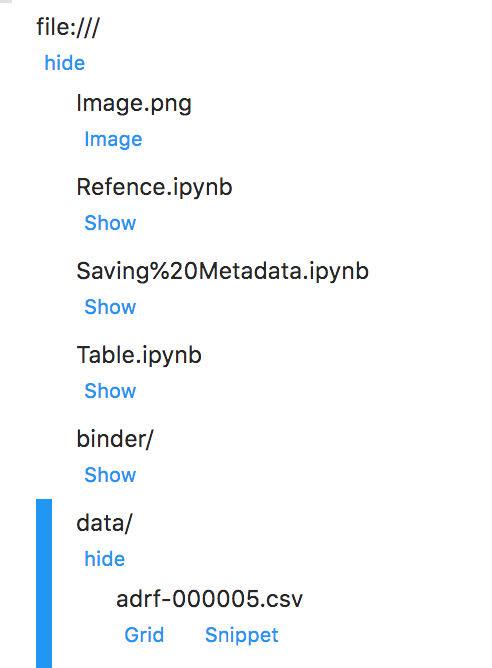 file:///
hide
Image.png
Image
Refence.ipynb
Show
Saving%20Metadata.ipynb
Show
Table.ipynb
Show
binder/
Show
data/
hide
adrf-000005.csv
Grid Snippet